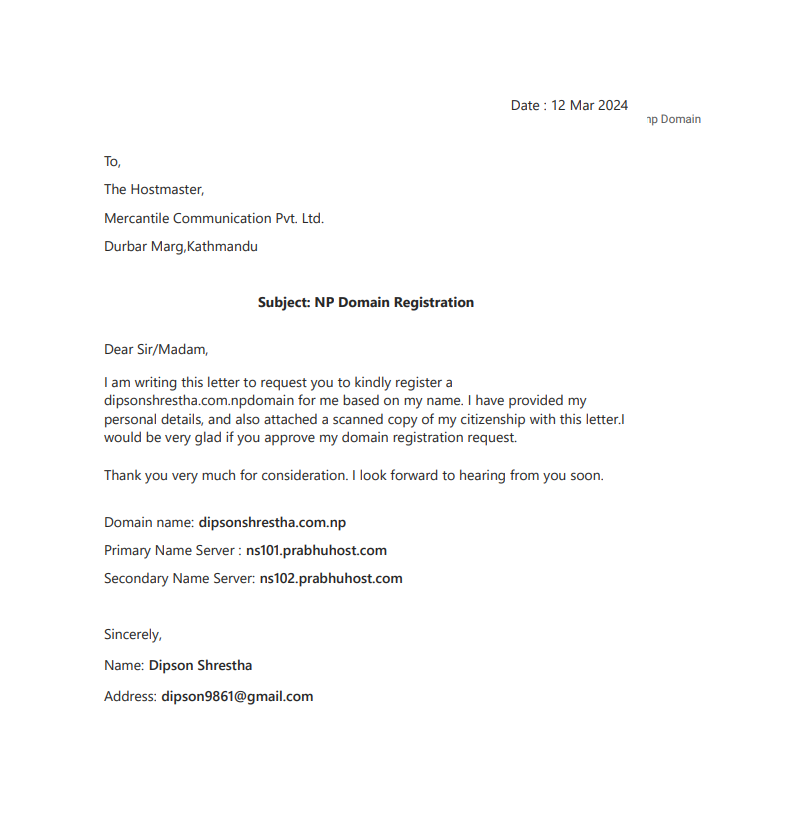 Date : 12 Mar 2024
np Domain
To,
The Hostmaster,
Mercantile Communication Pvt. Ltd.
Durbar Marg,Kathmandu
Subject: NP Domain Registration
Dear Sir/Madam,
I am writing this letter to request you to kindly register a
dipsonshrestha.com.npdomain for me based on my name. I have provided my
personal details, and also attached a scanned copy of my citizenship with this letter.I
would be very glad if you approve my domain registration request.
Thank you very much for consideration. I look forward to hearing from you soon.
Domain name: dipsonshrestha.com.np
Primary Name Server : ns101.prabhuhost.com
Secondary Name Server: ns102.prabhuhost.com
Sincerely,
Name: Dipson Shrestha
Address: dipson9861@gmail.com